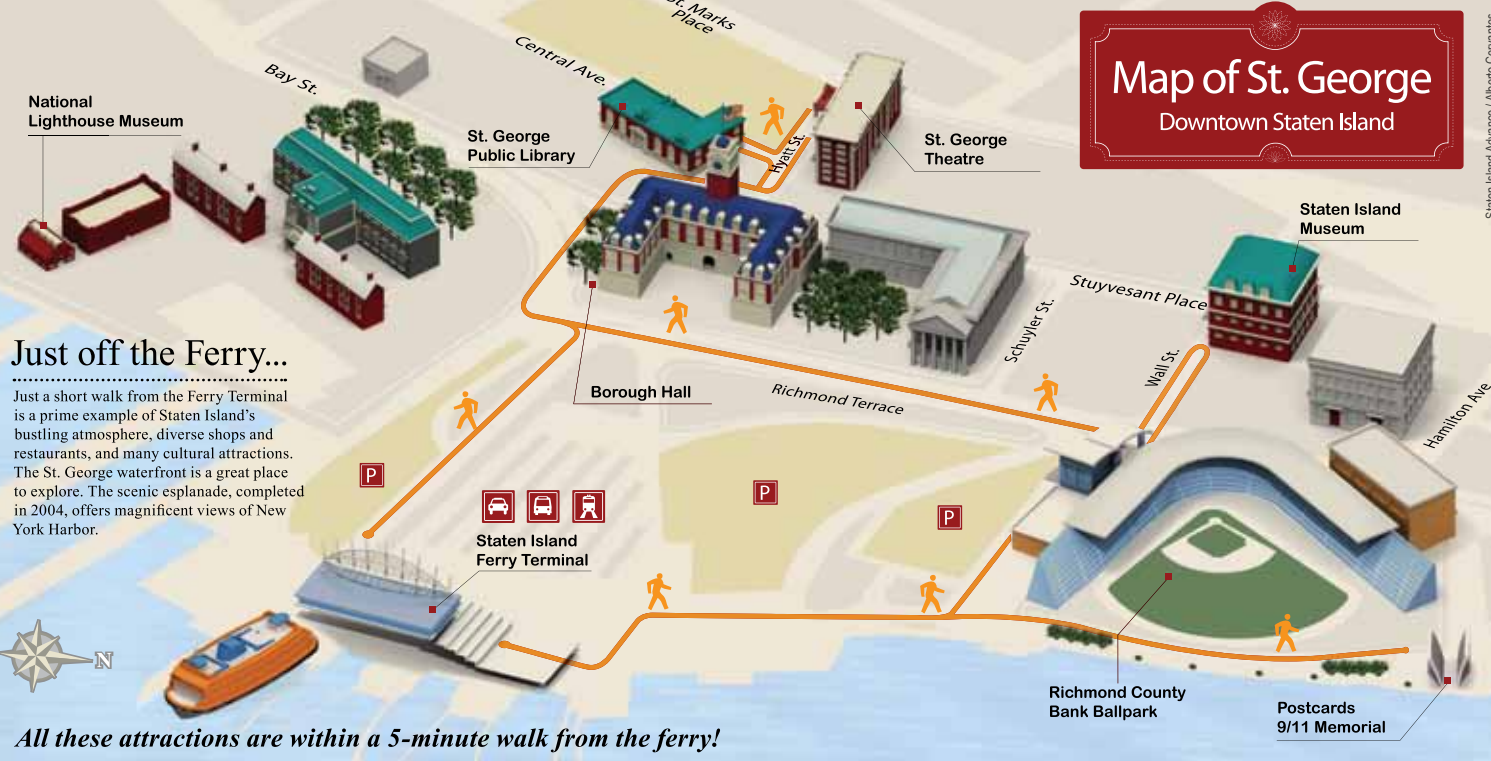 Map of St. George
Downtown Staten Island
Staten Island Advance / Albedo Cervantes
St. Marks
Place
Central Ave.
Bay St.
National
Lighthouse Museum
St. George
Public Library
Hyatt St.
St. George
Theatre
Staten Island
Museum
Stuyvesant Place
Schuyler St.
Wall St.
Hamilton Ave
Richmond Terrace
Borough Hall
Just off the Ferry...
Just a short walk from the Ferry Terminal
is a prime example of Staten Island's
bustling atmosphere, diverse shops and
restaurants, and many cultural attractions.
The St. George waterfront is a great place
to explore. The scenic esplanade, completed
in 2004, offers magnificent views of New
York Harbor.
P
P
P
Staten Island
Ferry Terminal
N
Richmond County
Bank Ballpark
Postcards
9/11 Memorial
All these attractions are within a 5-minute walk from the ferry!